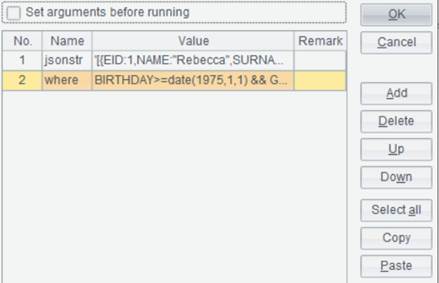 Set arguments before running
OK
No. Name Value Remark
Cancel
1 jsonstr '[{EID:1,NAME:"Rebecca",SURNA...
2 where BIRTHDAY>=date(1975,1,1) && G...
Add
Delete
Up
Down
Select all
Copy
Paste